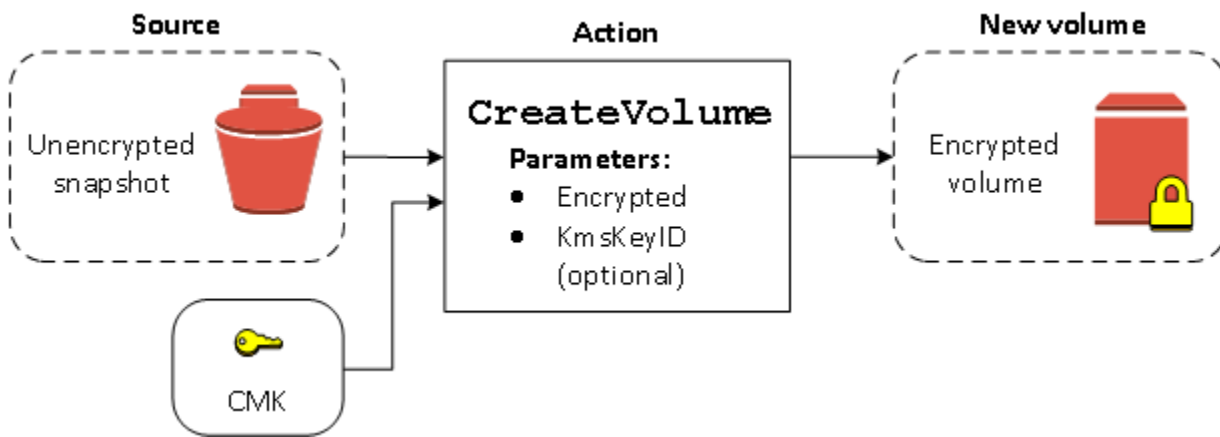 Source
Unencrypted
snapshot
CMK
Action
CreateVolume
Parameters:
● Encrypted
● KmsKeyID
(optional)
New volume
Encrypted
volume